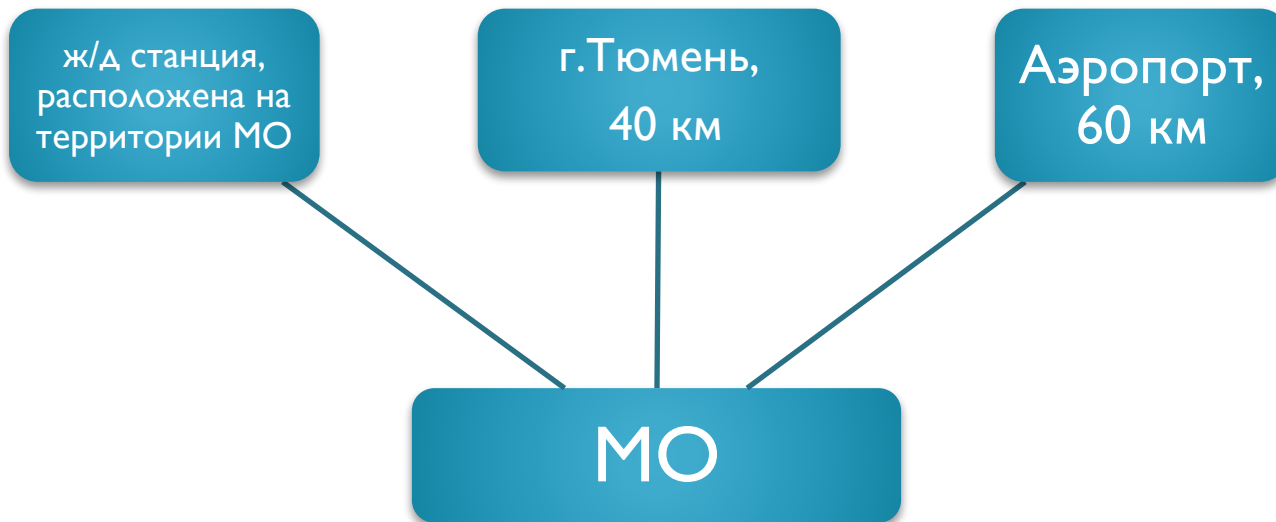 ж/д станция,
расположена на
территории МО
г.Тюмень,
40 км
Аэропорт,
60 км
МО